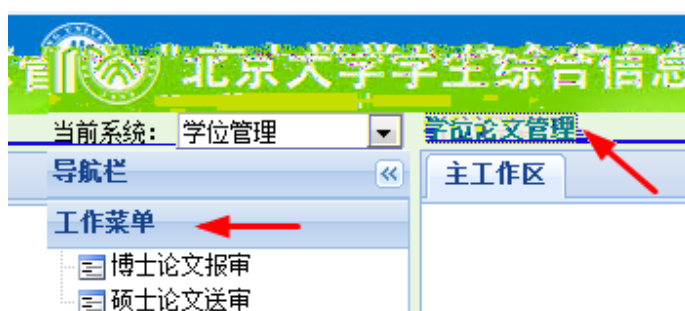 北京大学学生综合信息
当前系统： 学位管理 学位论文管理
导航栏 主工作区
工作菜单
博士论文报审
硕士论文送审